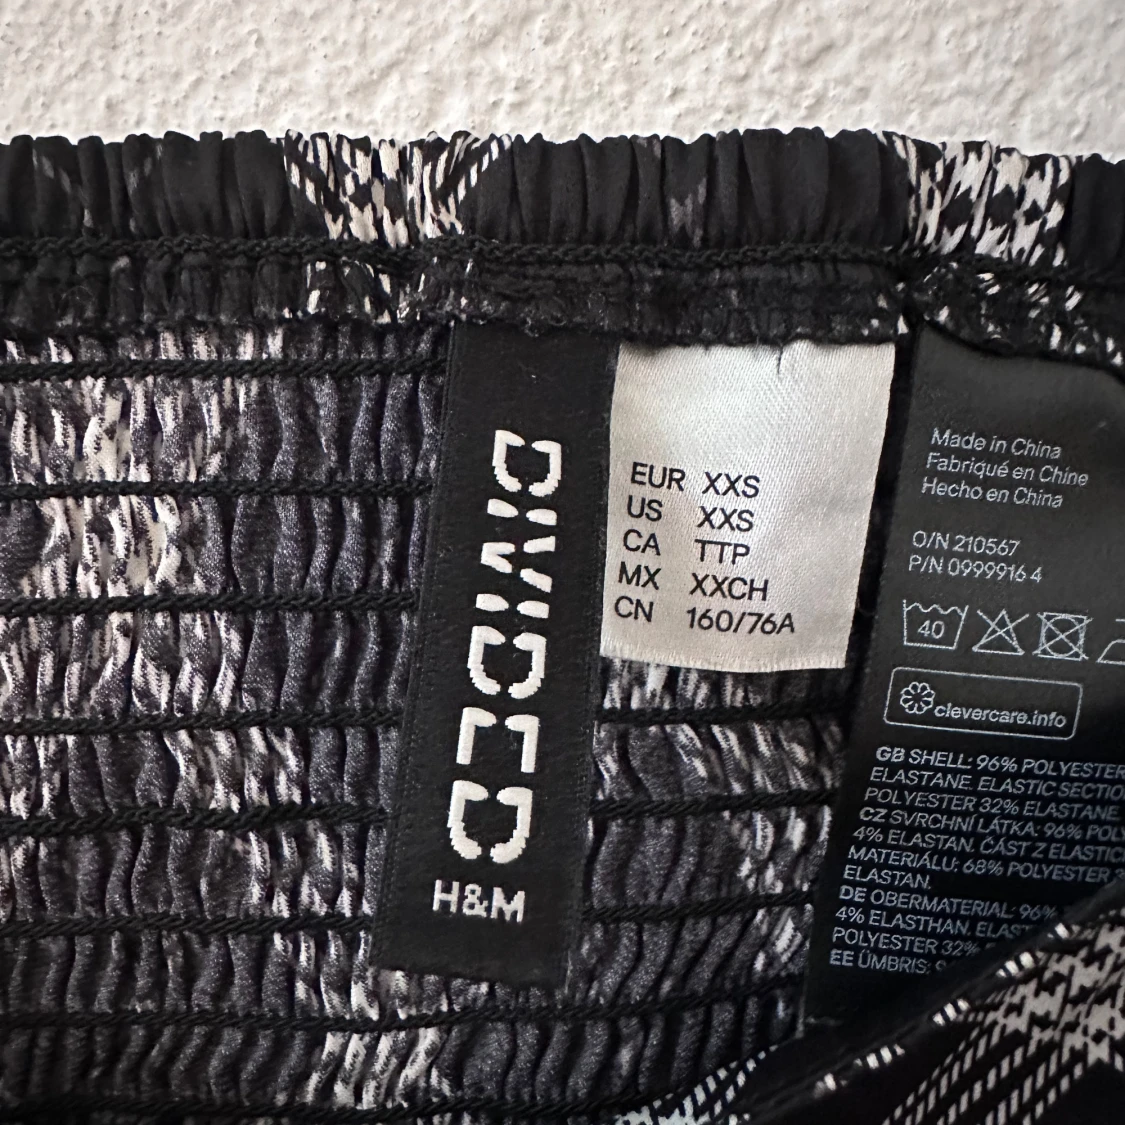 DIVIDED
H&M
EUR XXS
US XXS
CA TTP
MX XXCH
CN 160/76A
Made in China
Fabriqué en Chine
Hecho en China
O/N 210567
P/N 0999916 4
40
clevercare.info
GB SHELL: 96% POLYESTER
ELASTANE. ELASTIC SECTIO
POLYESTER 32% ELASTANE
CZ SVRCHNÍ LÁTKA: 96% POLY
4% ELASTAN. ČÁST Z ELASTIC
MATERIÁLU: 68% POLYESTER 3
ELASTAN.
DE OBERMATERIAL: 96%
4% ELASTHAN. ELAST
POLYESTER 32%
EE ÜMBRIS: 9